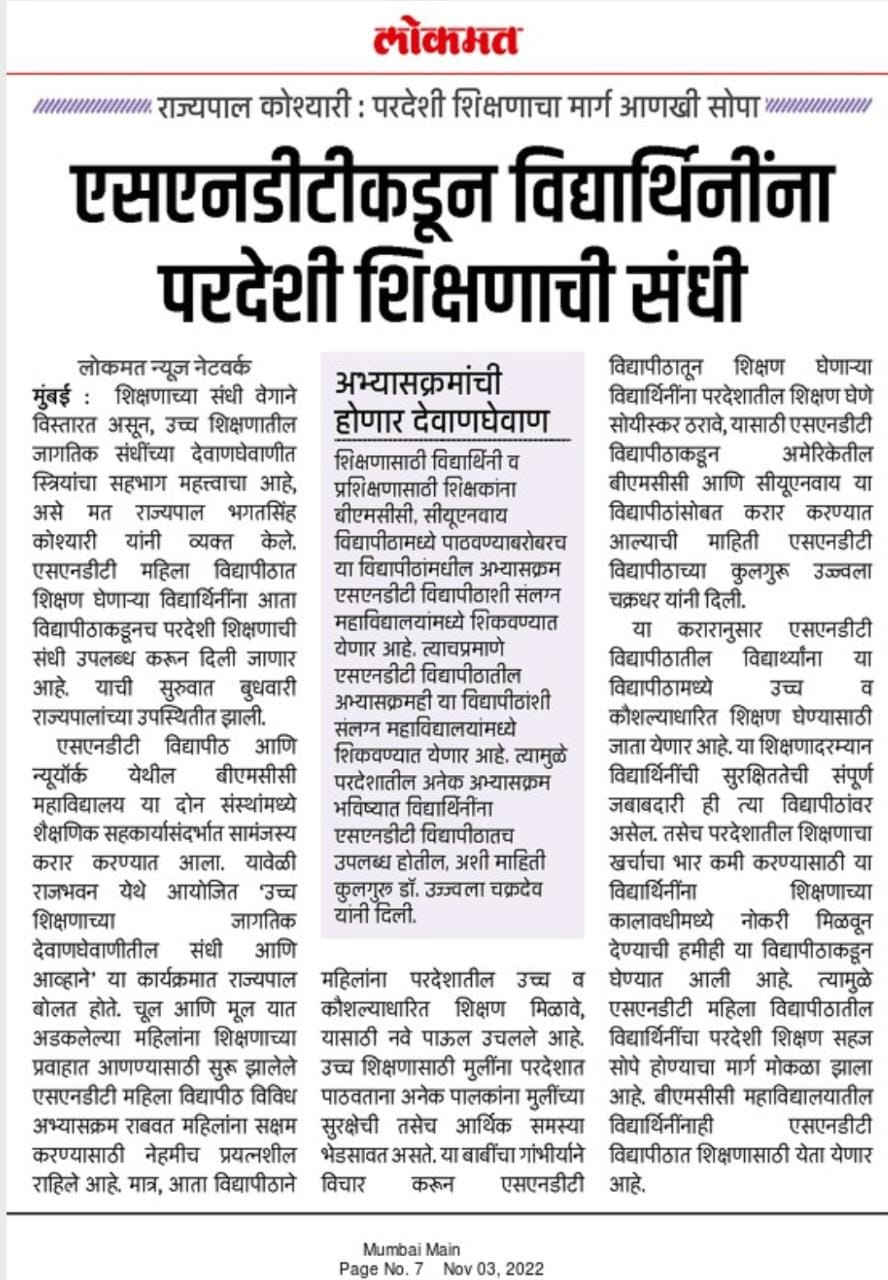 लोकमत
राज्यपाल कोश्यारी : परदेशी शिक्षणाचा मार्ग आणखी सोपा
एसएनडीटीकडून विद्यार्थिनींना
परदेशी शिक्षणाची संधी
लोकमत न्यूज नेटवर्क
मुंबई : शिक्षणाच्या संधी वेगाने
विस्तारत असून, उच्च शिक्षणातील
जागतिक संधींच्या देवाणघेवाणीत
स्त्रियांचा सहभाग महत्त्वाचा आहे,
असे मत राज्यपाल भगतसिंह
कोश्यारी यांनी व्यक्त केले.
एसएनडीटी महिला विद्यापीठात
शिक्षण घेणाऱ्या विद्यार्थिनींना आता
विद्यापीठाकडूनच परदेशी शिक्षणाची
संधी उपलब्ध करून दिली जाणार
आहे. याची सुरुवात बुधवारी
राज्यपालांच्या उपस्थितीत झाली.
एसएनडीटी विद्यापीठ आणि
न्यूयॉर्क येथील बीएमसीसी
महाविद्यालय या दोन संस्थांमध्ये
शैक्षणिक सहकार्यासंदर्भात सामंजस्य
करार करण्यात आला. यावेळी
राजभवन येथे आयोजित 'उच्च
शिक्षणाच्या जागतिक
देवाणघेवाणीतील संधी आणि
आव्हाने' या कार्यक्रमात राज्यपाल
बोलत होते. चूल आणि मूल यात
अडकलेल्या महिलांना शिक्षणाच्या
प्रवाहात आणण्यासाठी सुरू झालेले
एसएनडीटी महिला विद्यापीठ विविध
अभ्यासक्रम राबवत महिलांना सक्षम
करण्यासाठी नेहमीच प्रयत्नशील
राहिले आहे. मात्र, आता विद्यापीठाने
अभ्यासक्रमांची
होणार देवाणघेवाण
शिक्षणासाठी विद्यार्थिनी व
प्रशिक्षणासाठी शिक्षकांना
बीएमसीसी, सीयूएनवाय
विद्यापीठामध्ये पाठवण्याबरोबरच
या विद्यापीठांमधील अभ्यासक्रम
एसएनडीटी विद्यापीठाशी संलग्न
महाविद्यालयांमध्ये शिकवण्यात
येणार आहे. त्याचप्रमाणे
एसएनडीटी विद्यापीठातील
अभ्यासक्रमही या विद्यापीठांशी
संलग्न महाविद्यालयांमध्ये
शिकवण्यात येणार आहे. त्यामुळे
परदेशातील अनेक अभ्यासक्रम
भविष्यात विद्यार्थिनींना
एसएनडीटी विद्यापीठातच
उपलब्ध होतील, अशी माहिती
कुलगुरू डॉ. उज्ज्वला चक्रदेव
यांनी दिली.
महिलांना परदेशातील उच्च व
कौशल्याधारित शिक्षण मिळावे,
यासाठी नवे पाऊल उचलले आहे.
उच्च शिक्षणासाठी मुलींना परदेशात
पाठवताना अनेक पालकांना मुलींच्या
सुरक्षेची तसेच आर्थिक समस्या
भेडसावत असते. या बाबींचा गांभीर्याने
विचार करून एसएनडीटी
विद्यापीठातून शिक्षण घेणाऱ्या
विद्यार्थिनींना परदेशातील शिक्षण घेणे
सोयीस्कर ठरावे, यासाठी एसएनडीटी
विद्यापीठाकडून अमेरिकेतील
बीएमसीसी आणि सीयूएनवाय या
विद्यापीठांसोबत करार करण्यात
आल्याची माहिती एसएनडीटी
विद्यापीठाच्या कुलगुरू उज्ज्वला
चक्रधर यांनी दिली.
या करारानुसार एसएनडीटी
विद्यापीठातील विद्यार्थ्यांना या
विद्यापीठामध्ये उच्च व
कौशल्याधारित शिक्षण घेण्यासाठी
जाता येणार आहे. या शिक्षणादरम्यान
विद्यार्थिनींची सुरक्षिततेची संपूर्ण
जबाबदारी ही त्या विद्यापीठांवर
असेल. तसेच परदेशातील शिक्षणाचा
खर्चाचा भार कमी करण्यासाठी या
विद्यार्थिनींना शिक्षणाच्या
कालावधीमध्ये नोकरी मिळवून
देण्याची हमीही या विद्यापीठाकडून
घेण्यात आली आहे. त्यामुळे
एसएनडीटी महिला विद्यापीठातील
विद्यार्थिनींचा परदेशी शिक्षण सहज
सोपे होण्याचा मार्ग मोकळा झाला
आहे. बीएमसीसी महाविद्यालयातील
विद्यार्थिनींनाही एसएनडीटी
विद्यापीठात शिक्षणासाठी येता येणार
आहे.
Mumbai Main
Page No. 7 Nov 03, 2022